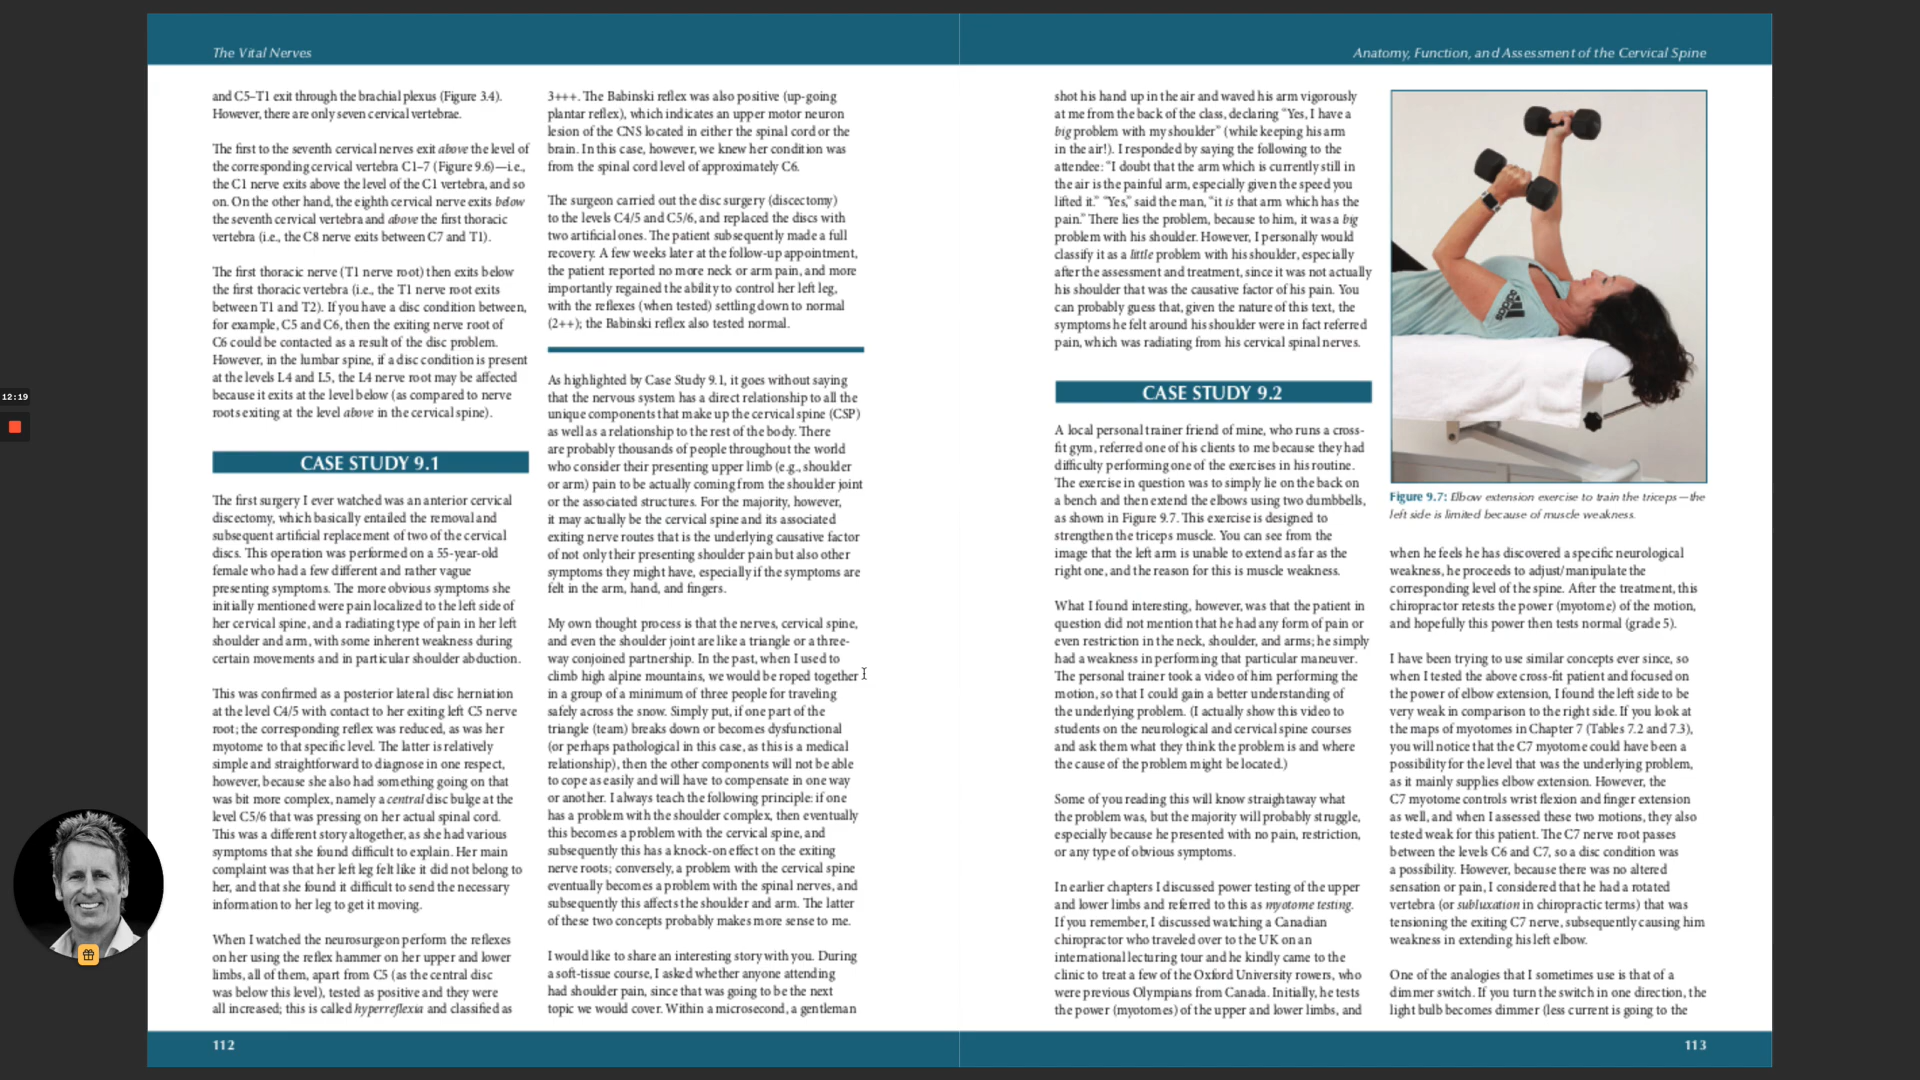 The Vital Nerves
Anatomy, Function, and Assessment of the Cervical Spine
and C5–T1 exit through the brachial plexus (Figure 3.4).
However, there are only seven cervical vertebrae.
The first to the seventh cervical nerves exit above the level of
the corresponding cervical vertebra C1–7 (Figure 9.6)—i.e.,
the C1 nerve exits above the level of the C1 vertebra, and so
on. On the other hand, the eighth cervical nerve exits below
the seventh cervical vertebra and above the first thoracic
vertebra (i.e., the C8 nerve exits between C7 and T1).
The first thoracic nerve (T1 nerve root) then exits below
the first thoracic vertebra (i.e., the T1 nerve root exits
between T1 and T2). If you have a disc condition between,
for example, C5 and C6, then the exiting nerve root of
C6 could be contacted as a result of the disc problem.
However, in the lumbar spine, if a disc condition is present
at the levels L4 and L5, the L4 nerve root may be affected
because it exits at the level below (as compared to nerve
roots exiting at the level above in the cervical spine).
CASE STUDY 9.1
The first surgery I ever watched was an anterior cervical
discectomy, which basically entailed the removal and
subsequent artificial replacement of two of the cervical
discs. This operation was performed on a 55-year-old
female who had a few different and rather vague
presenting symptoms. The more obvious symptoms she
initially mentioned were pain localized to the left side of
her cervical spine, and a radiating type of pain in her left
shoulder and arm, with some inherent weakness during
certain movements and in particular shoulder abduction.
This was confirmed as a posterior lateral disc herniation
at the level C4/5 with contact to her exiting left C5 nerve
root; the corresponding reflex was reduced, as was her
myotome to that specific level. The latter is relatively
simple and straightforward to diagnose in one respect,
however, because she also had something going on that
was bit more complex, namely a central disc bulge at the
level C5/6 that was pressing on her actual spinal cord.
This was a different story altogether, as she had various
symptoms that she found difficult to explain. Her main
complaint was that her left leg felt like it did not belong to
her, and that she found it difficult to send the necessary
information to her leg to get it moving.
When I watched the neurosurgeon perform the reflexes
on her using the reflex hammer on her upper and lower
limbs, all of them, apart from C5 (as the central disc
was below this level), tested as positive and they were
all increased; this is called hyperreflexia and classified as
3+++. The Babinski reflex was also positive (up-going
plantar reflex), which indicates an upper motor neuron
lesion of the CNS located in either the spinal cord or the
brain. In this case, however, we knew her condition was
from the spinal cord level of approximately C6.
The surgeon carried out the disc surgery (discectomy)
to the levels C4/5 and C5/6, and replaced the discs with
two artificial ones. The patient subsequently made a full
recovery. A few weeks later at the follow-up appointment,
the patient reported no more neck or arm pain, and more
importantly regained the ability to control her left leg,
with the reflexes (when tested) settling down to normal
(2++); the Babinski reflex also tested normal.
As highlighted by Case Study 9.1, it goes without saying
that the nervous system has a direct relationship to all the
unique components that make up the cervical spine (CSP)
as well as a relationship to the rest of the body. There
are probably thousands of people throughout the world
who consider their presenting upper limb (e.g., shoulder
or arm) pain to be actually coming from the shoulder joint
or the associated structures. For the majority, however,
it may actually be the cervical spine and its associated
exiting nerve routes that is the underlying causative factor
of not only their presenting shoulder pain but also other
symptoms they might have, especially if the symptoms are
felt in the arm, hand, and fingers.
My own thought process is that the nerves, cervical spine,
and even the shoulder joint are like a triangle or a three-
way conjoined partnership. In the past, when I used to
climb high alpine mountains, we would be roped together
in a group of a minimum of three people for traveling
safely across the snow. Simply put, if one part of the
triangle (team) breaks down or becomes dysfunctional
(or perhaps pathological in this case, as this is a medical
relationship), then the other components will not be able
to cope as easily and will have to compensate in one way
or another. I always teach the following principle: if one
has a problem with the shoulder complex, then eventually
this becomes a problem with the cervical spine, and
subsequently this has a knock-on effect on the exiting
nerve roots; conversely, a problem with the cervical spine
eventually becomes a problem with the spinal nerves, and
subsequently this affects the shoulder and arm. The latter
of these two concepts probably makes more sense to me.
I would like to share an interesting story with you. During
a soft-tissue course, I asked whether anyone attending
had shoulder pain, since that was going to be the next
topic we would cover. Within a microsecond, a gentleman
shot his hand up in the air and waved his arm vigorously
at me from the back of the class, declaring "Yes, I have a
big problem with my shoulder" (while keeping his arm
in the air!). I responded by saying the following to the
attendee: "I doubt that the arm which is currently still in
the air is the painful arm, especially given the speed you
lifted it." "Yes," said the man, "it is that arm which has the
pain." There lies the problem, because to him, it was a big
problem with his shoulder. However, I personally would
classify it as a little problem with his shoulder, especially
after the assessment and treatment, since it was not actually
his shoulder that was the causative factor of his pain. You
can probably guess that, given the nature of this text, the
symptoms he felt around his shoulder were in fact referred
pain, which was radiating from his cervical spinal nerves.
CASE STUDY 9.2
A local personal trainer friend of mine, who runs a cross-
fit gym, referred one of his clients to me because they had
difficulty performing one of the exercises in his routine.
The exercise in question was to simply lie on the back on
a bench and then extend the elbows using two dumbbells,
as shown in Figure 9.7. This exercise is designed to
strengthen the triceps muscle. You can see from the
image that the left arm is unable to extend as far as the
right one, and the reason for this is muscle weakness.
What I found interesting, however, was that the patient in
question did not mention that he had any form of pain or
even restriction in the neck, shoulder, and arms; he simply
had a weakness in performing that particular maneuver.
The personal trainer took a video of him performing the
motion, so that I could gain a better understanding of
the underlying problem. (I actually show this video to
students on the neurological and cervical spine courses
and ask them what they think the problem is and where
the cause of the problem might be located.)
Some of you reading this will know straightaway what
the problem was, but the majority will probably struggle,
especially because he presented with no pain, restriction,
or any type of obvious symptoms.
In earlier chapters I discussed power testing of the upper
and lower limbs and referred to this as myotome testing.
If you remember, I discussed watching a Canadian
chiropractor who traveled over to the UK on an
international lecturing tour and he kindly came to the
clinic to treat a few of the Oxford University rowers, who
were previous Olympians from Canada. Initially, he tests
the power (myotomes) of the upper and lower limbs, and
adidas
Figure 9.7: Elbow extension exercise to train the triceps—the
left side is limited because of muscle weakness.
when he feels he has discovered a specific neurological
weakness, he proceeds to adjust/manipulate the
corresponding level of the spine. After the treatment, this
chiropractor retests the power (myotome) of the motion,
and hopefully this power then tests normal (grade 5).
I have been trying to use similar concepts ever since, so
when I tested the above cross-fit patient and focused on
the power of elbow extension, I found the left side to be
very weak in comparison to the right side. If you look at
the maps of myotomes in Chapter 7 (Tables 7.2 and 7.3),
you will notice that the C7 myotome could have been a
possibility for the level that was the underlying problem,
as it mainly supplies elbow extension. However, the
C7 myotome controls wrist flexion and finger extension
as well, and when I assessed these two motions, they also
tested weak for this patient. The C7 nerve root passes
between the levels C6 and C7, so a disc condition was
a possibility. However, because there was no altered
sensation or pain, I considered that he had a rotated
vertebra (or subluxation in chiropractic terms) that was
tensioning the exiting C7 nerve, subsequently causing him
weakness in extending his left elbow.
One of the analogies that I sometimes use is that of a
dimmer switch. If you turn the switch in one direction, the
light bulb becomes dimmer (less current is going to the
112
113
12:19